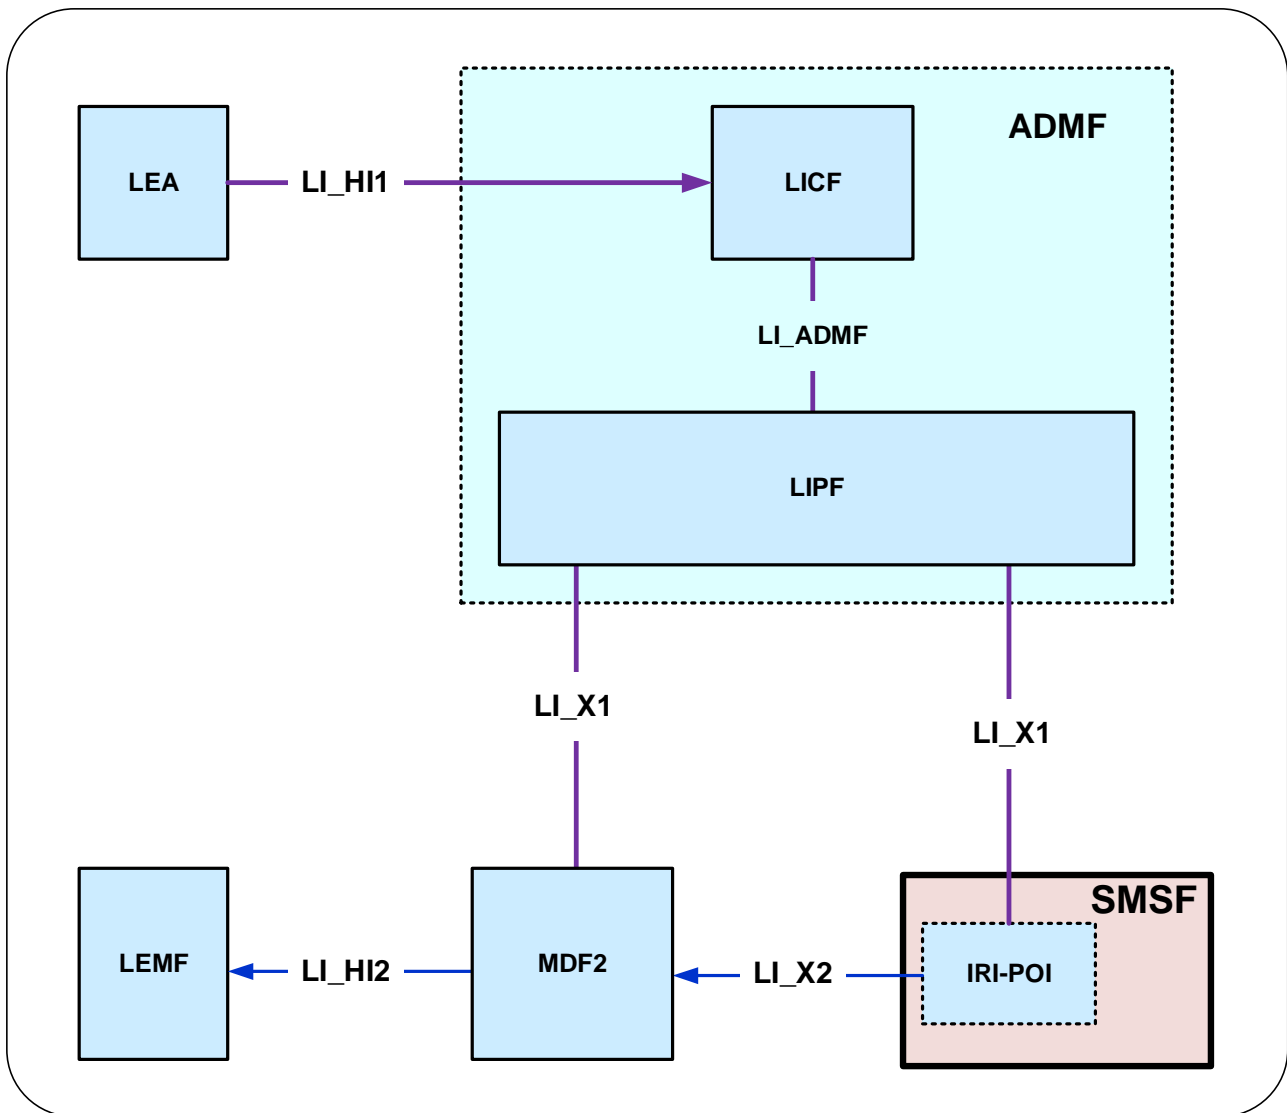 ADMF
LEA
LI_HI1
LICF
LI_ADMF
LIPF
LI_X1
LI_X1
SMSF
LEMF
LI_HI2
MDF2
LI_X2
IRI-POI